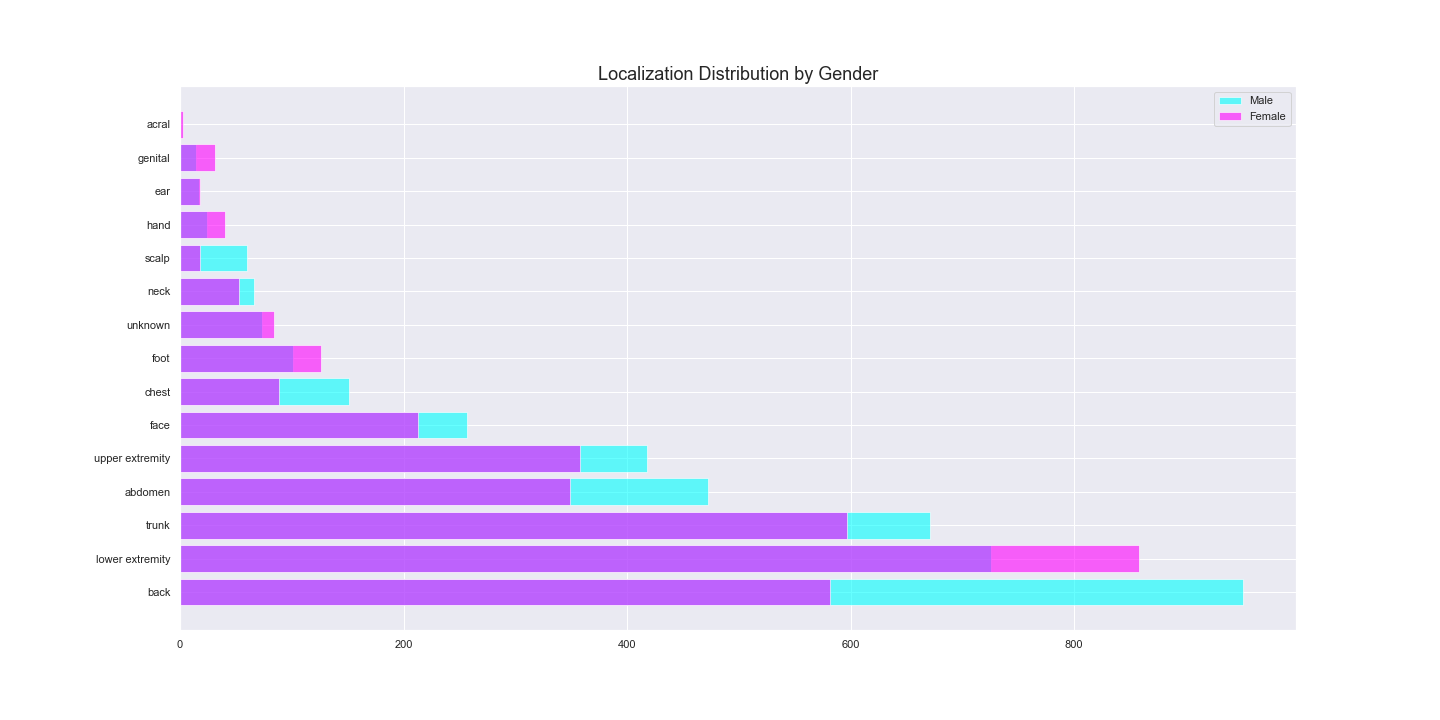 Localization Distribution by Gender
Male
Female
acral
genital
ear
hand
scalp
neck
unknown
foot
chest
face
upper extremity
abdomen
trunk
lower extremity
back
0 200 400 600 800